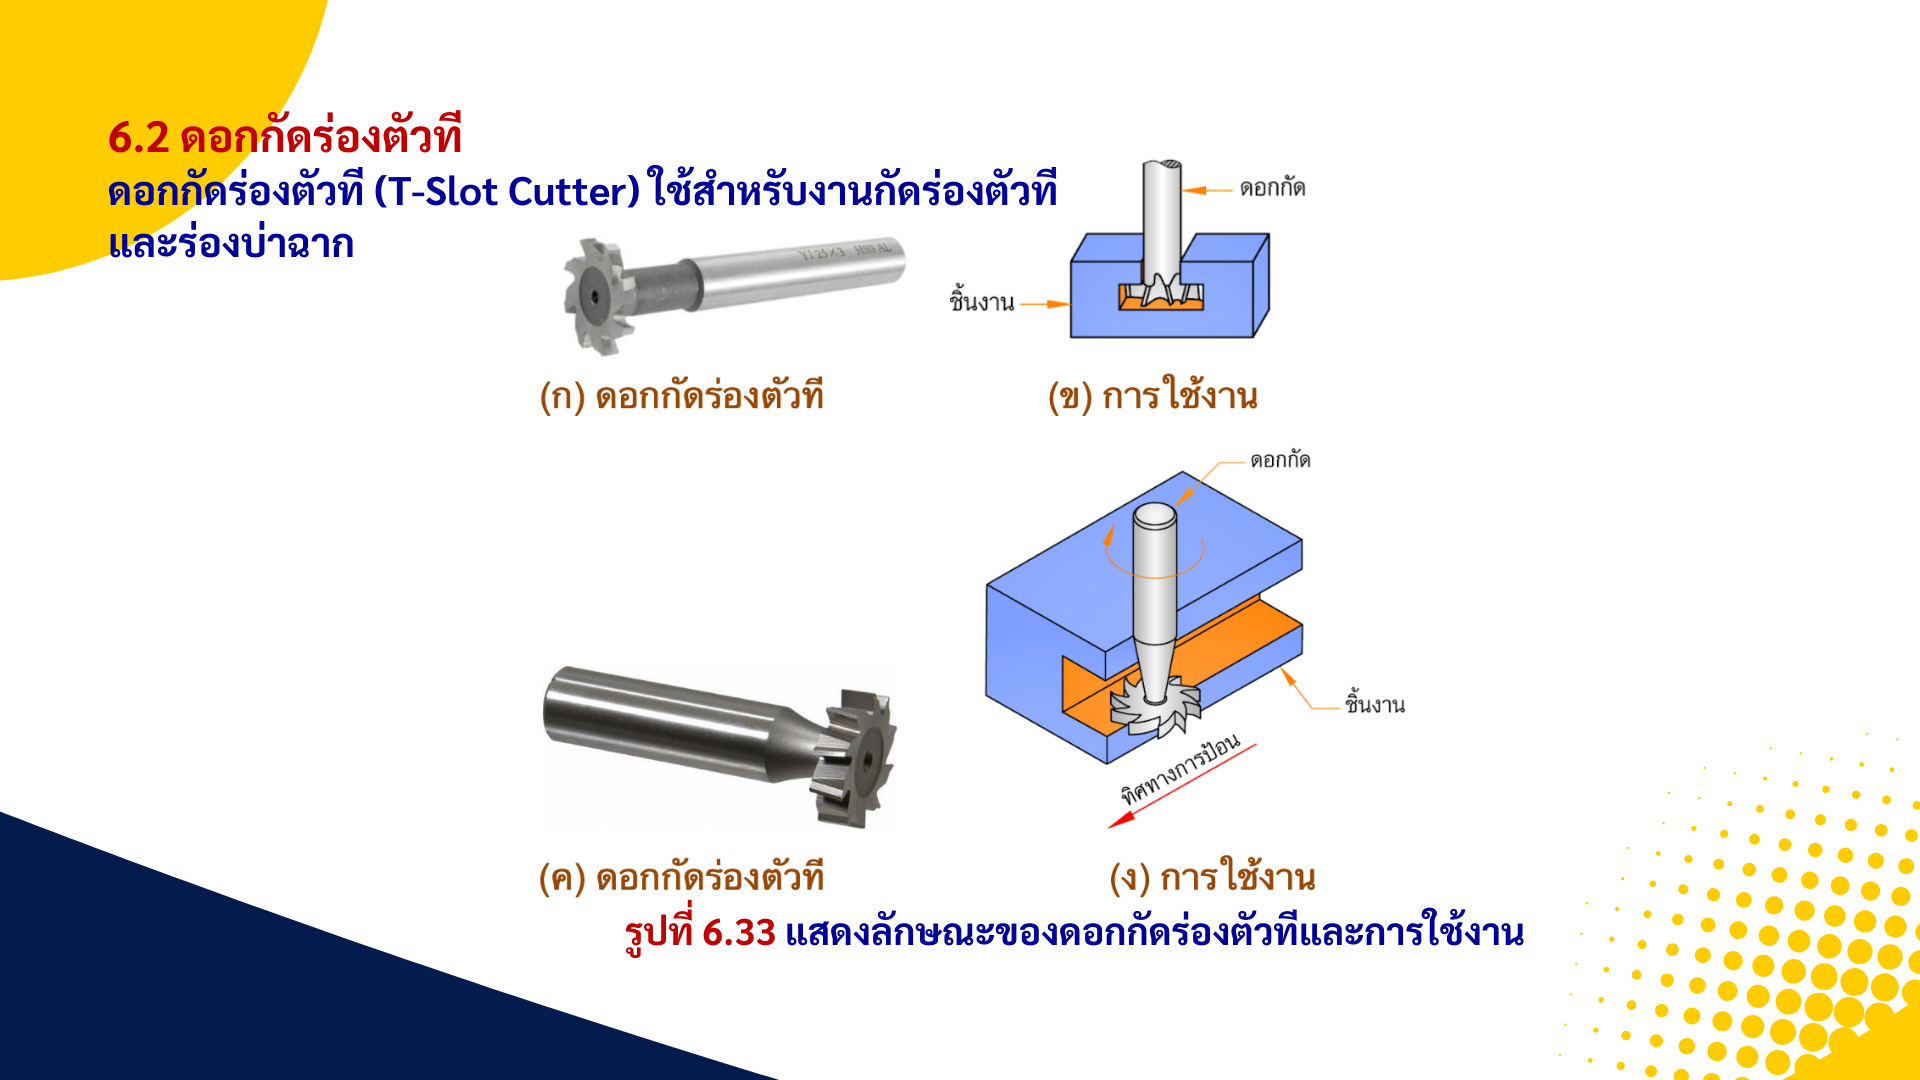 6.2 ดอกกัดร่องตัวที
ดอกกัดร่องตัวที (T-Slot Cutter) ใช้สำหรับงานกัดร่องตัวที
และร่องบ่าฉาก
ดอกกัด
YJ 25×3 HSS AL
ชิ้นงาน
(ก) ดอกกัดร่องตัวที
(ข) การใช้งาน
ดอกกัด
ชิ้นงาน
ทิศทางการป้อน
(ค) ดอกกัดร่องตัวที
(ง) การใช้งาน
รูปที่ 6.33 แสดงลักษณะของดอกกัดร่องตัวทีและการใช้งาน